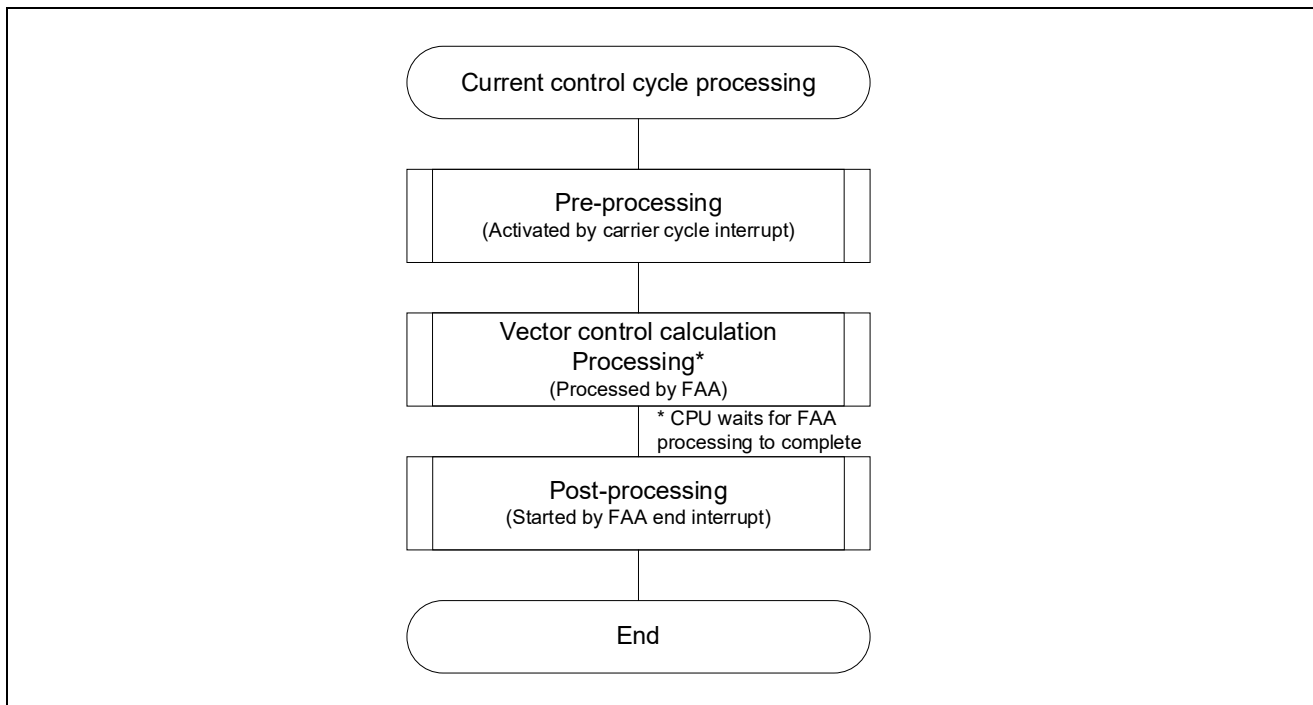 Current control cycle processing
Pre-processing
(Activated by carrier cycle interrupt)
Vector control calculation
Processing*
(Processed by FAA)
* CPU waits for FAA
processing to complete
Post-processing
(Started by FAA end interrupt)
End